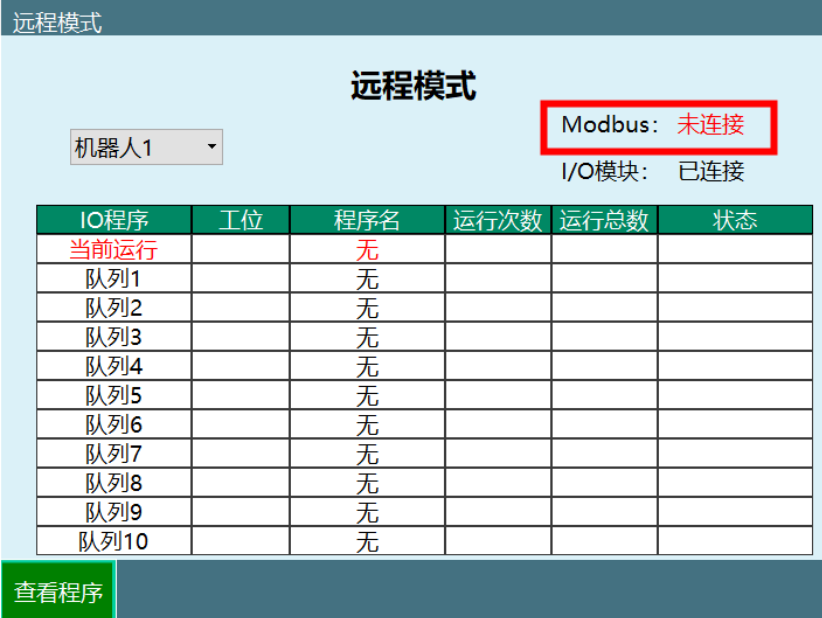 远程模式
远程模式
Modbus: 未连接
机器人1
I/O模块: 已连接
IO程序 工位 程序名 运行次数 运行总数 状态
当前运行 无
队列1 无
队列2 无
队列3 无
队列4 无
队列5 无
队列6 无
队列7 无
队列8 无
队列9 无
队列10 无
查看程序